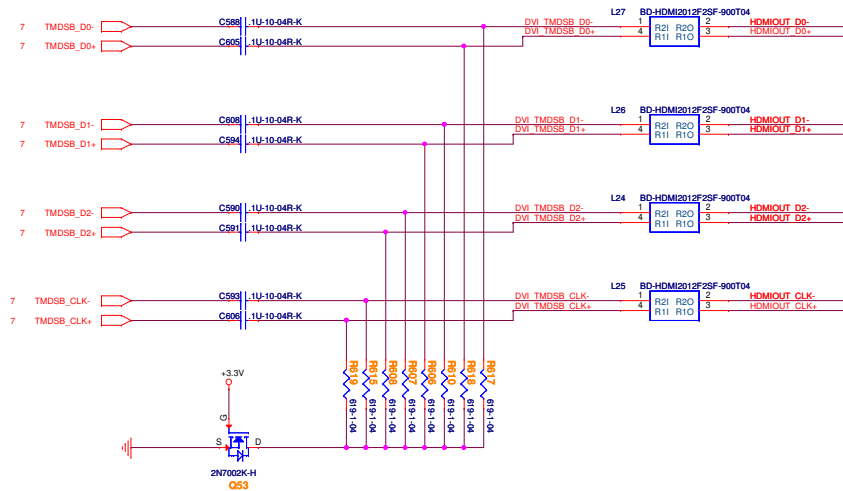 C588 .1U-10-04R-K
7 TMDSB_D0-
C605 .1U-10-04R-K
7 TMDSB_D0+
DVI_TMDSB_D0-
DVI_TMDSB_D0+
L27 BD-HDMI2012F2SF-900T04
1 R2I R2O 2 HDMIOUT_D0-
4 R1I R1O 3 HDMIOUT_D0+
C608 .1U-10-04R-K
7 TMDSB_D1-
C594 .1U-10-04R-K
7 TMDSB_D1+
DVI_TMDSB_D1-
DVI_TMDSB_D1+
L26 BD-HDMI2012F2SF-900T04
1 R2I R2O 2 HDMIOUT_D1-
4 R1I R1O 3 HDMIOUT_D1+
C590 .1U-10-04R-K
7 TMDSB_D2-
C591 .1U-10-04R-K
7 TMDSB_D2+
DVI_TMDSB_D2-
DVI_TMDSB_D2+
L24 BD-HDMI2012F2SF-900T04
1 R2I R2O 2 HDMIOUT_D2-
4 R1I R1O 3 HDMIOUT_D2+
C593 .1U-10-04R-K
7 TMDSB_CLK-
C606 .1U-10-04R-K
7 TMDSB_CLK+
DVI_TMDSB_CLK-
DVI_TMDSB_CLK+
L25 BD-HDMI2012F2SF-900T04
1 R2I R2O 2 HDMIOUT_CLK-
4 R1I R1O 3 HDMIOUT_CLK+
R619 619-1-04
R615 619-1-04
619-1-04
R607 619-1-04
619-1-04
R610 619-1-04
R618 619-1-04
R617 619-1-04
+3.3V
G
S D
2N7002K-H
Q53